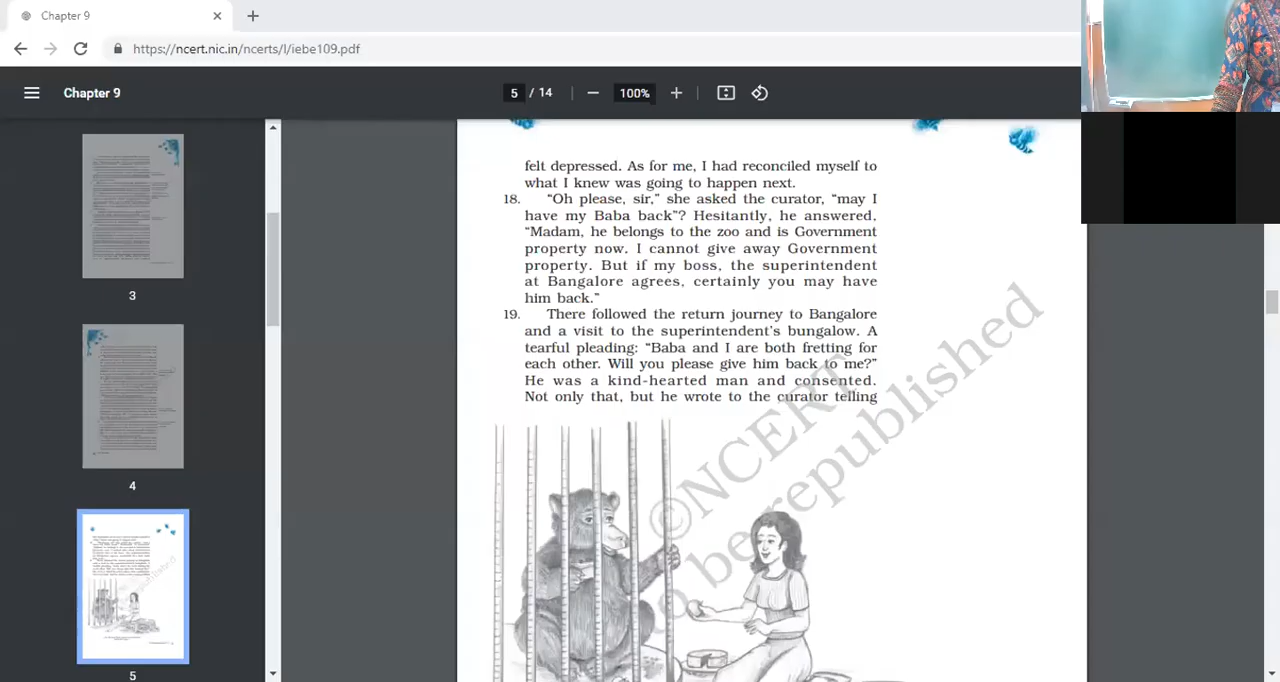 Chapter 9
https://ncert.nic.in/ncerts/l/iebe109.pdf
Chapter 9
5 / 14
100%
felt depressed. As for me, I had reconciled myself to
what I knew was going to happen next.
18. “Oh please, sir,” she asked the curator, “may I
have my Baba back”? Hesitantly, he answered,
“Madam, he belongs to the zoo and is Government
property now. I cannot give away Government
property. But if my boss, the superintendent
at Bangalore agrees, certainly you may have
him back.”
19. There followed the return journey to Bangalore
and a visit to the superintendent’s bungalow. A
tearful pleading: “Baba and I are both fretting for
each other. Will you please give him back to me?”
He was a kind-hearted man and consented.
Not only that, but he wrote to the curator telling
©NCERT
o be republished
3
4
5